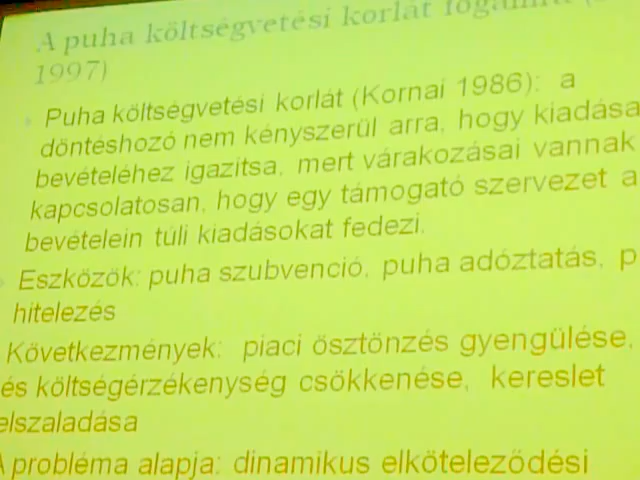 A puha költségvetési korlát
1997)
Puha költségvetési korlát (Kornai 1986): a
döntéshozó nem kényszerül arra, hogy kiadása
bevételéhez igazítsa, mert várakozásai vannak
kapcsolatosan, hogy egy támogató szervezet a
bevételein túli kiadásokat fedezi.
Eszközök: puha szubvenció, puha adóztatás, p
hitelezés
Következmények: piaci ösztönzés gyengülése,
és költségérzékenység csökkenése, kereslet
elszaladása
A probléma alapja: dinamikus elköteleződési